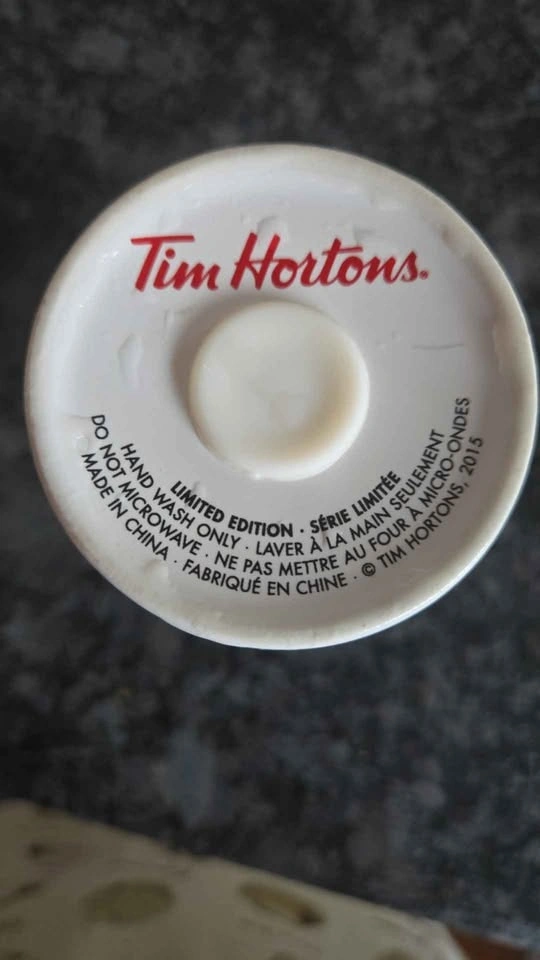 Tim Hortons.
LIMITED EDITION · SÉRIE LIMITÉE
HAND WASH ONLY · LAVER À LA MAIN SEULEMENT
DO NOT MICROWAVE · NE PAS METTRE AU FOUR À MICRO-ONDES
MADE IN CHINA · FABRIQUÉ EN CHINE · © TIM HORTONS, 2015